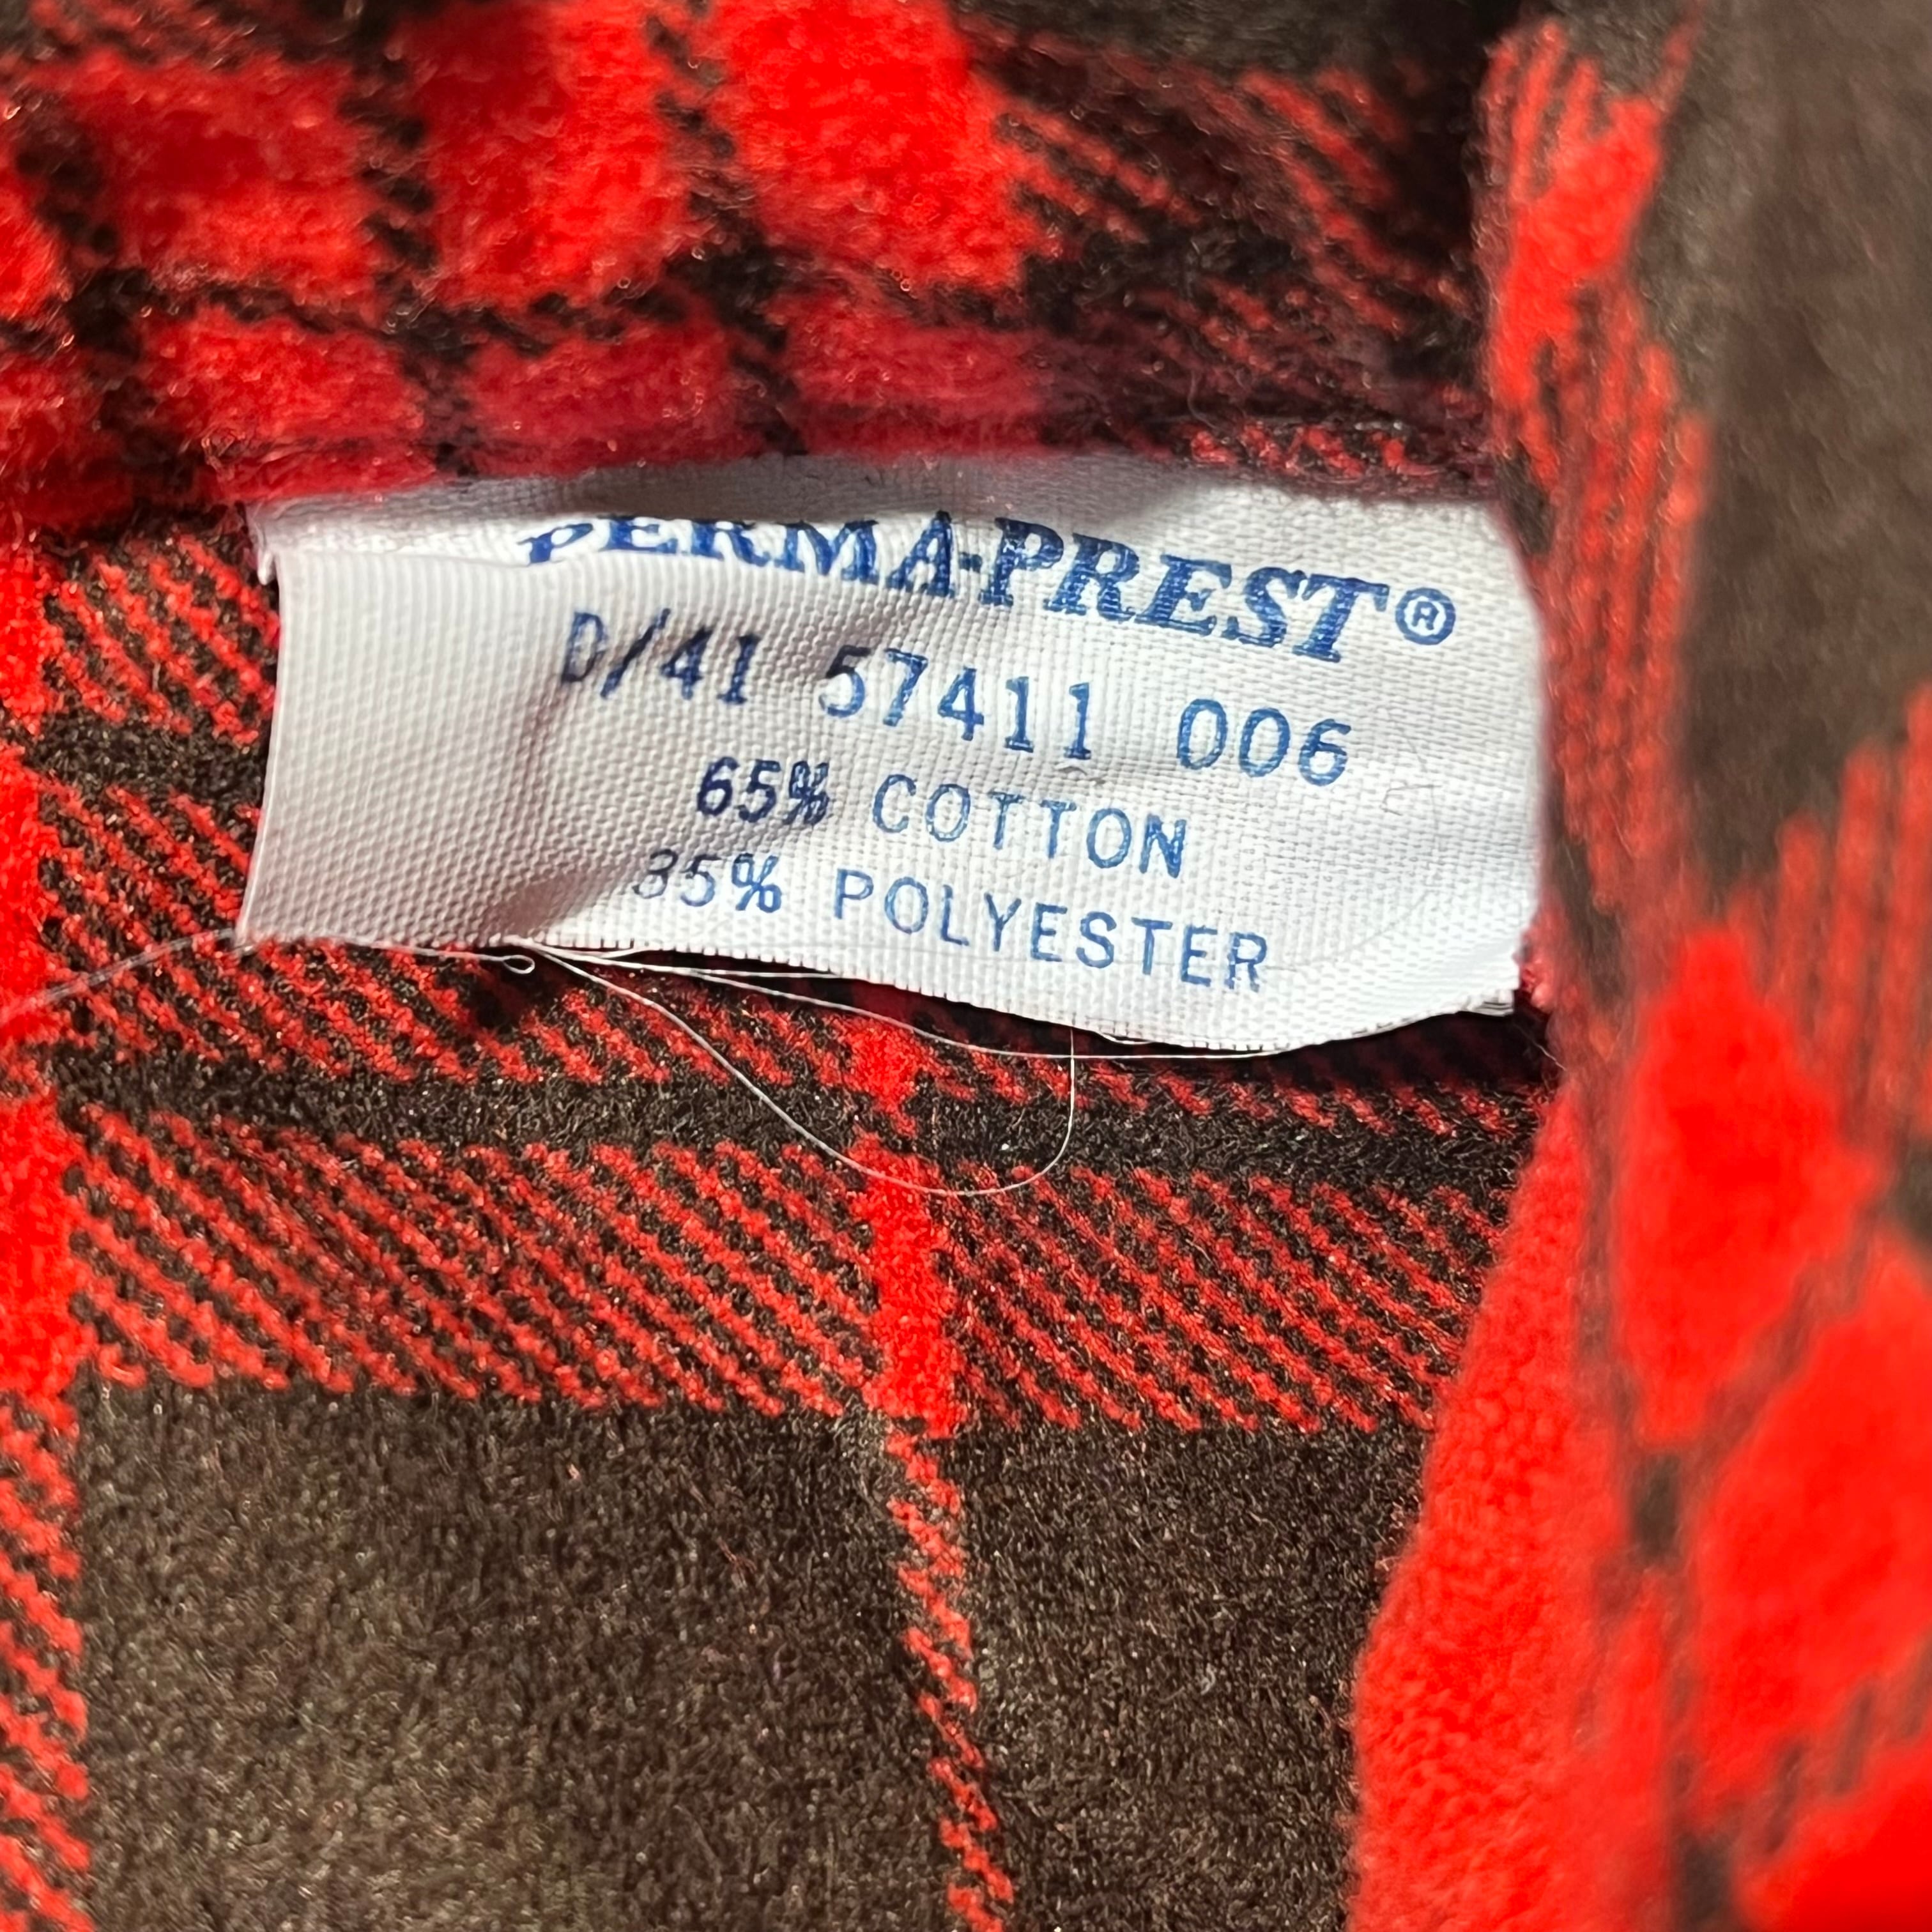 PERMA-PREST®
D/41 57411 006
65% COTTON
35% POLYESTER